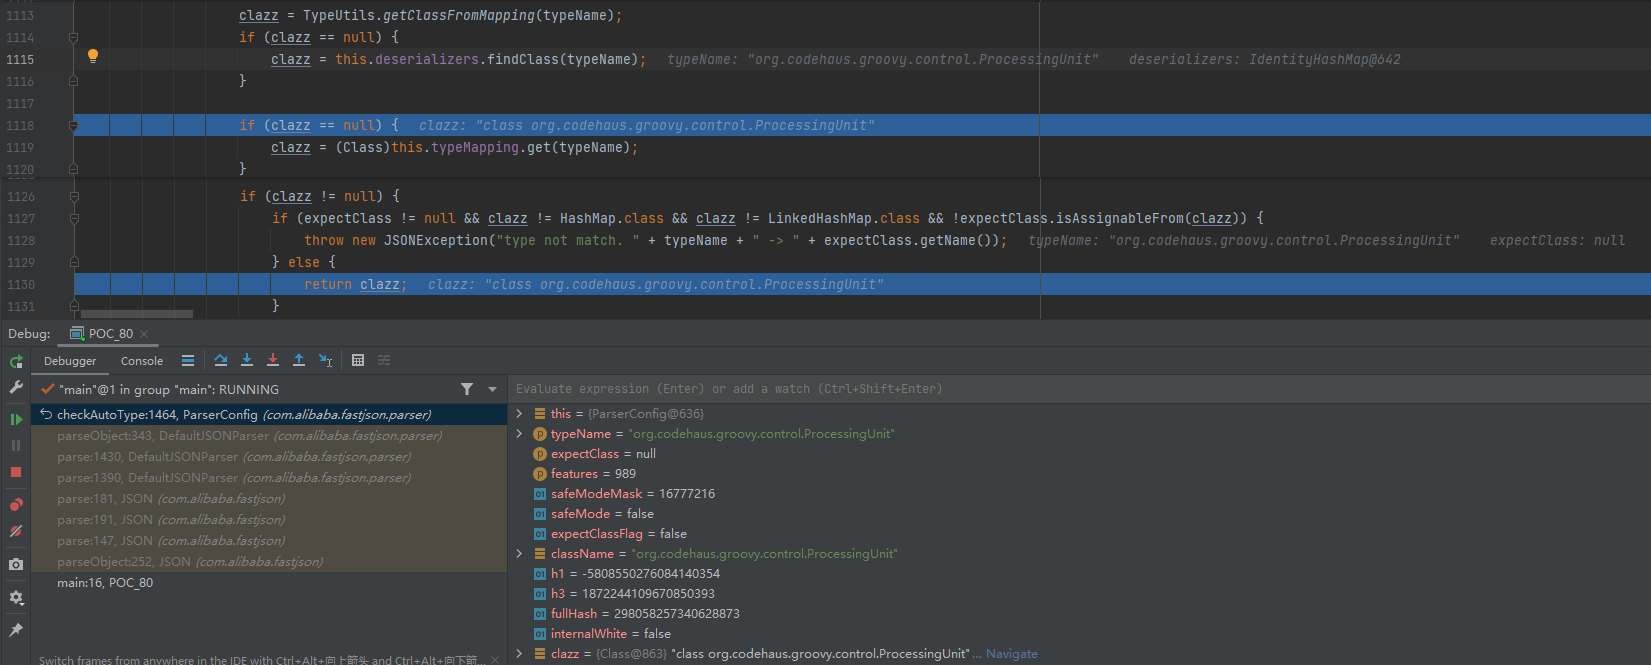 1113 clazz = TypeUtils.getClassFromMapping(typeName);
1114 if (clazz == null) {
1115 clazz = this.deserializers.findClass(typeName); typeName: "org.codehaus.groovy.control.ProcessingUnit" deserializers: IdentityHashMap@642
1116 }
1117
1118 if (clazz == null) { clazz: "class org.codehaus.groovy.control.ProcessingUnit"
1119 clazz = (Class)this.typeMapping.get(typeName);
1120 }
1126 if (clazz != null) {
1127 if (expectClass != null && clazz != HashMap.class && clazz != LinkedHashMap.class && !expectClass.isAssignableFrom(clazz)) {
1128 throw new JSONException("type not match. " + typeName + " -> " + expectClass.getName()); typeName: "org.codehaus.groovy.control.ProcessingUnit" expectClass: null
1129 } else {
1130 return clazz; clazz: "class org.codehaus.groovy.control.ProcessingUnit"
1131 }
Debug: POC_80
Debugger Console
"main"@1 in group "main": RUNNING
checkAutoType:1464, ParserConfig (com.alibaba.fastjson.parser)
parseObject:343, DefaultJSONParser (com.alibaba.fastjson.parser)
parse:1430, DefaultJSONParser (com.alibaba.fastjson.parser)
parse:1390, DefaultJSONParser (com.alibaba.fastjson.parser)
parse:181, JSON (com.alibaba.fastjson)
parse:191, JSON (com.alibaba.fastjson)
parse:147, JSON (com.alibaba.fastjson)
parseObject:252, JSON (com.alibaba.fastjson)
main:16, POC_80
Switch frames from anywhere in the IDE with Ctrl+Alt+向上箭头 and Ctrl+Alt+向下箭...
Evaluate expression (Enter) or add a watch (Ctrl+Shift+Enter)
this = {ParserConfig@636}
typeName = "org.codehaus.groovy.control.ProcessingUnit"
expectClass = null
features = 989
safeModeMask = 16777216
safeMode = false
expectClassFlag = false
className = "org.codehaus.groovy.control.ProcessingUnit"
h1 = -5808550276084140354
h3 = 1872244109670850393
fullHash = 298058257340628873
internalWhite = false
clazz = {Class@863} "class org.codehaus.groovy.control.ProcessingUnit"... Navigate